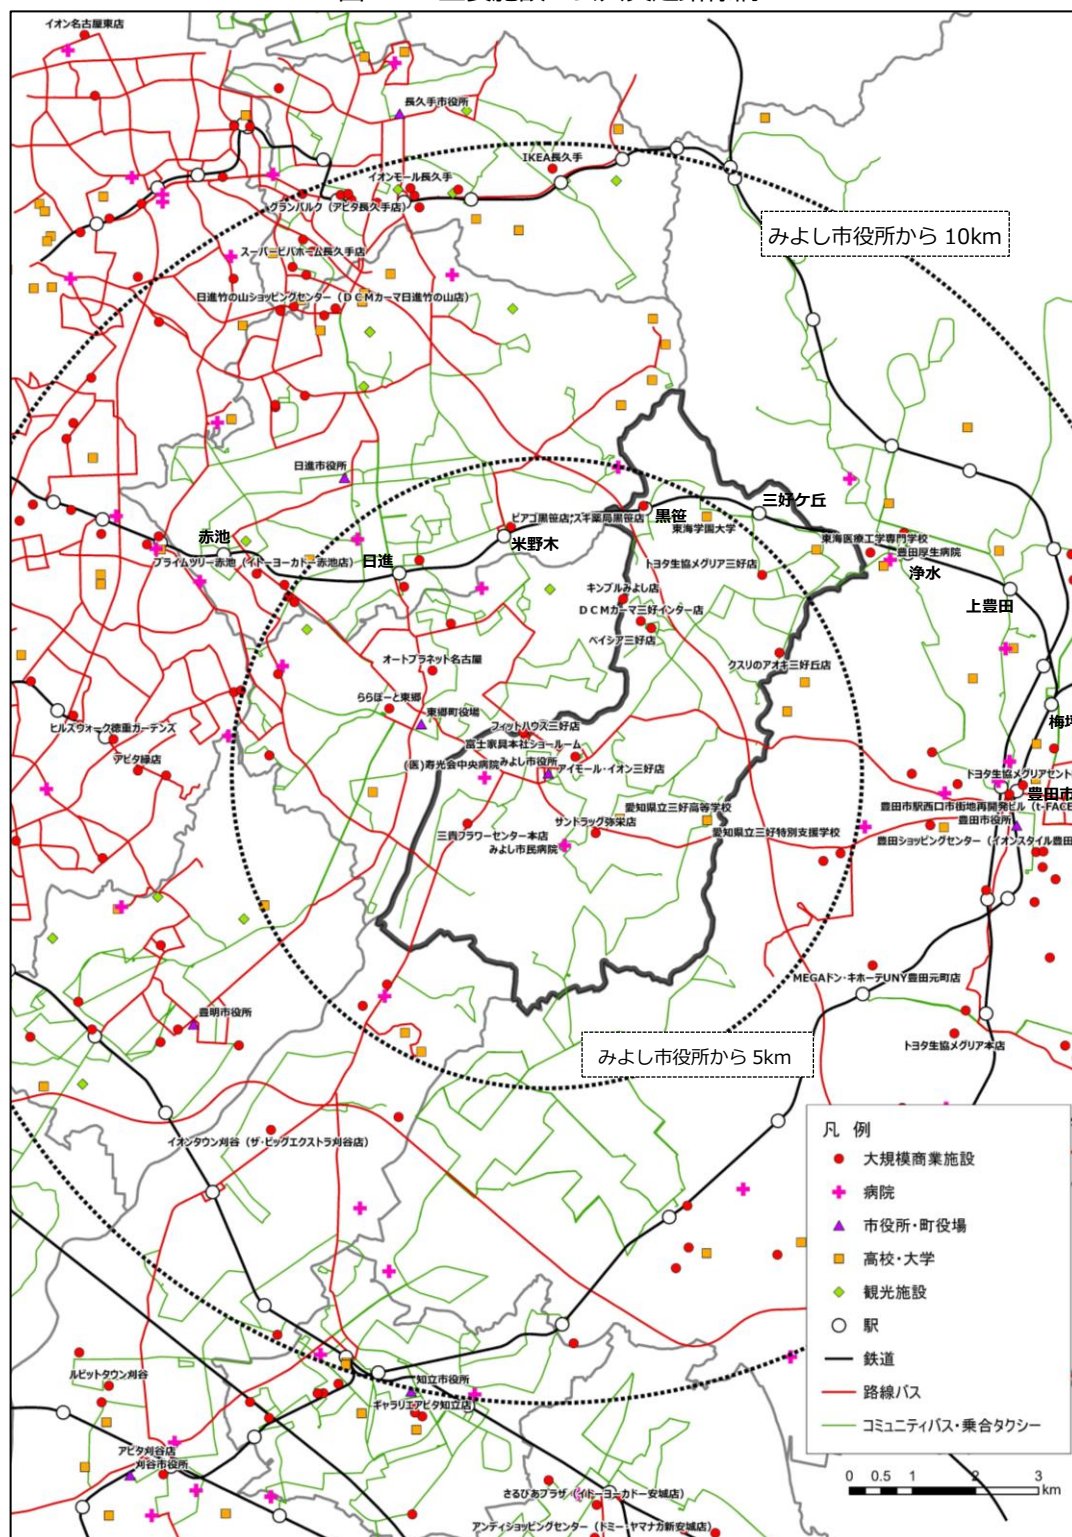 イオン名古屋東店
長久手市役所
IKEA長久手
イオンモール長久手
グランパルク（アピタ長久手店）
みよし市役所から 10km
スーパービバホーム長久手店
日進竹の山ショッピングセンター（ＤＣＭカーマ日進竹の山店）
日進市役所
三好ケ丘
ピアゴ黒笹店・スギ薬局黒笹店
黒笹
東海学園大学
赤池
米野木
東海医療工学専門学校
豊田厚生病院
プライムツリー赤池（イトーヨーカドー赤池店）
日進
トヨタ生協メグリア三好店
浄水
キンブルみよし店
上豊田
ＤＣＭカーマ三好インター店
ベイシア三好店
オートプラネット名古屋
クスリのアオキ三好丘店
ららぽーと東郷
東郷町役場
梅坪
ヒルズウォーク徳重ガーデンズ
フィットハウス三好店
富士家具本社ショールーム
アピタ緑店
(医)寿光会中央病院
みよし市役所
アイモール・イオン三好店
トヨタ生協メグリアセント
豊田市
豊田市駅西口市街地再開発ビル（t-FACE
愛知県立三好高等学校
豊田市役所
サンドラッグ弥栄店
愛知県立三好特別支援学校
三貴フラワーセンター本店
豊田ショッピングセンター（イオンスタイル豊田
みよし市民病院
MEGAドン・キホーテUNY豊田元町店
豊明市役所
トヨタ生協メグリア本店
みよし市役所から 5km
イオンタウン刈谷（ザ・ビッグエクストラ刈谷店）
凡 例
大規模商業施設
病院
市役所・町役場
高校・大学
観光施設
駅
鉄道
路線バス
コミュニティバス・乗合タクシー
ルビットタウン刈谷
知立市役所
ギャラリエアピタ知立店
アピタ刈谷店
刈谷市役所
0 0.5 1 2 3
km
さるびあプラザ（イトーヨーカドー安城店）
アンディショッピングセンター（ドミー・ヤマナカ新安城店）